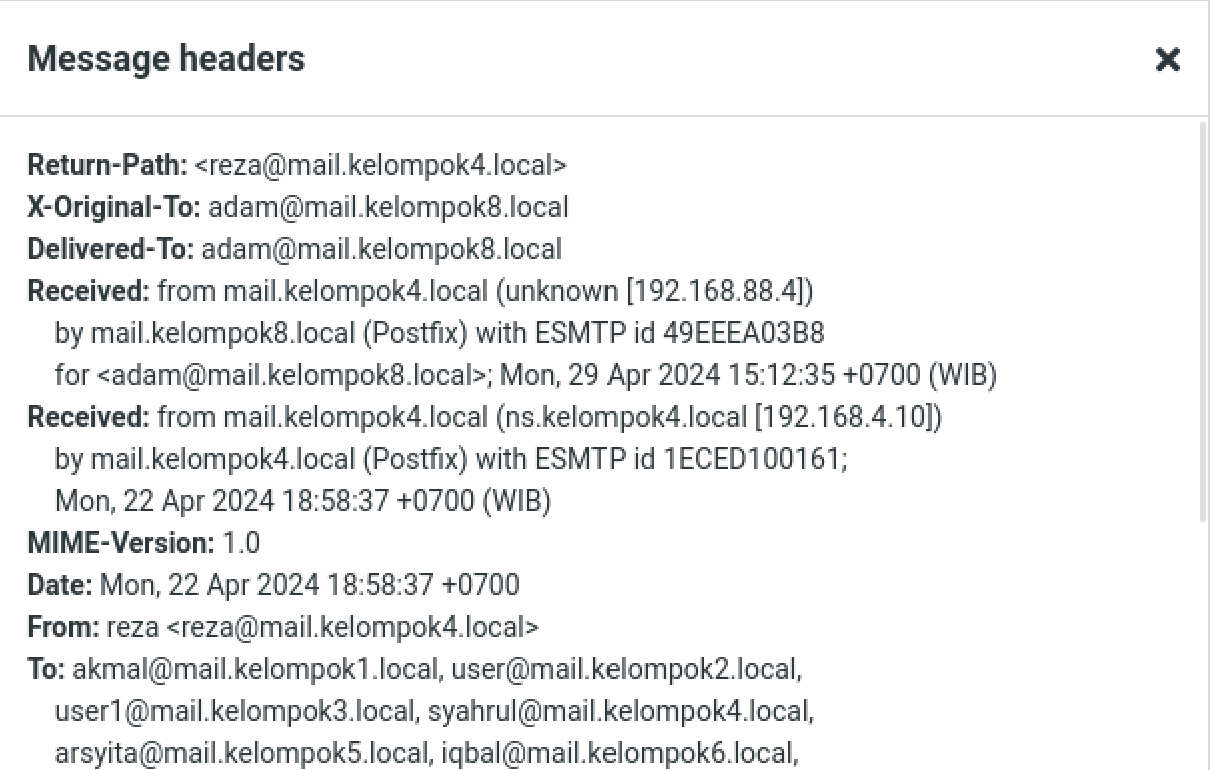 Message headers
Return-Path: <reza@mail.kelompok4.local>
X-Original-To: adam@mail.kelompok8.local
Delivered-To: adam@mail.kelompok8.local
Received: from mail.kelompok4.local (unknown [192.168.88.4])
by mail.kelompok8.local (Postfix) with ESMTP id 49EEEA03B8
for <adam@mail.kelompok8.local>; Mon, 29 Apr 2024 15:12:35 +0700 (WIB)
Received: from mail.kelompok4.local (ns.kelompok4.local [192.168.4.10])
by mail.kelompok4.local (Postfix) with ESMTP id 1ECED100161;
Mon, 22 Apr 2024 18:58:37 +0700 (WIB)
MIME-Version: 1.0
Date: Mon, 22 Apr 2024 18:58:37 +0700
From: reza <reza@mail.kelompok4.local>
To: akmal@mail.kelompok1.local, user@mail.kelompok2.local,
user1@mail.kelompok3.local, syahrul@mail.kelompok4.local,
arsyita@mail.kelompok5.local, iqbal@mail.kelompok6.local,